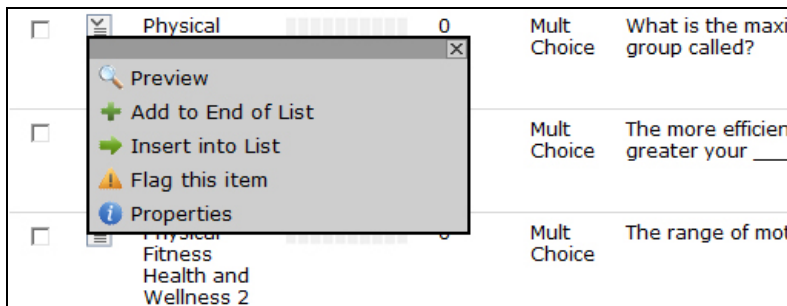 Physical 0 Mult What is the maxi
Choice group called?
Preview
Add to End of List
Insert into List
Flag this item
Properties
Mult The more efficien
Choice greater your ____
Physical Mult The range of mot
Fitness Choice
Health and
Wellness 2